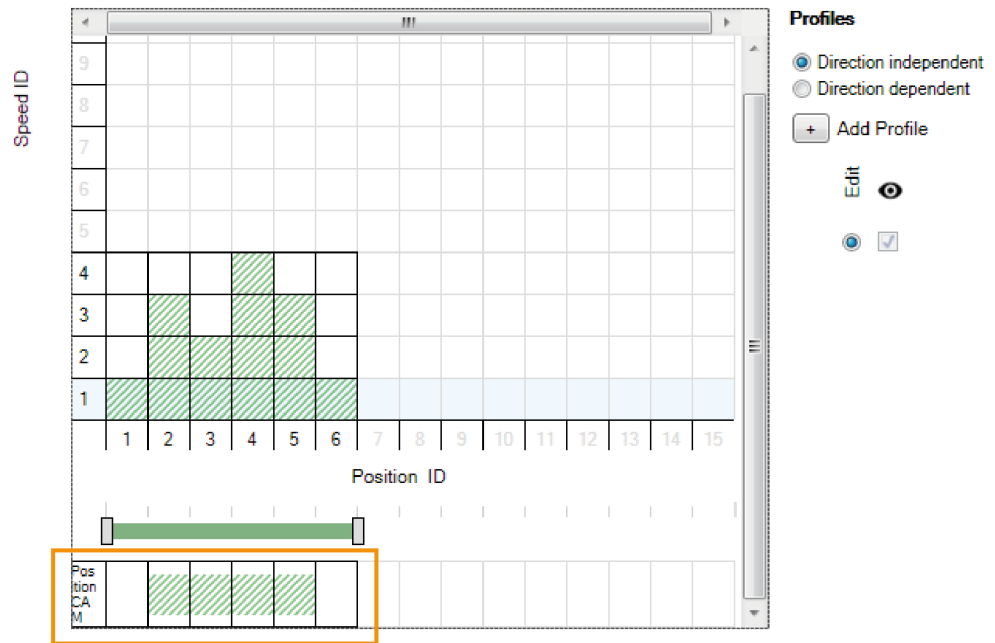 Profiles
Direction independent
Direction dependent
+ Add Profile
Edit
Speed ID
9
8
7
6
5
4
3
2
1
1 2 3 4 5 6 7 8 9 10 11 12 13 14 15
Position ID
Pos
ition
CA
M